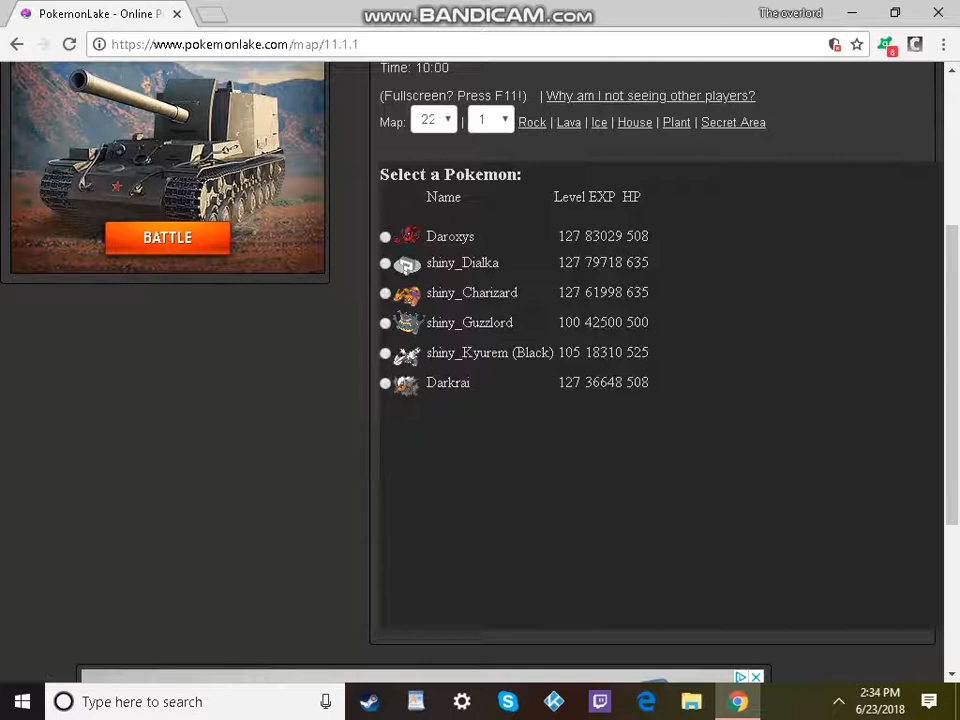 PokemonLake - Online P
www.BANDICAM.com
The overlord
https://www.pokemonlake.com/map/11.1.1
8
Time: 10:00
(Fullscreen? Press F11!) | Why am I not seeing other players?
Map: 22 | 1 Rock | Lava | Ice | House | Plant | Secret Area
BATTLE
Select a Pokemon:
Name Level EXP HP
Daroxys 127 83029 508
shiny_Dialka 127 79718 635
shiny_Charizard 127 61998 635
shiny_Guzzlord 100 42500 500
shiny_Kyurem (Black) 105 18310 525
Darkrai 127 36648 508
Type here to search
2:34 PM
6/23/2018